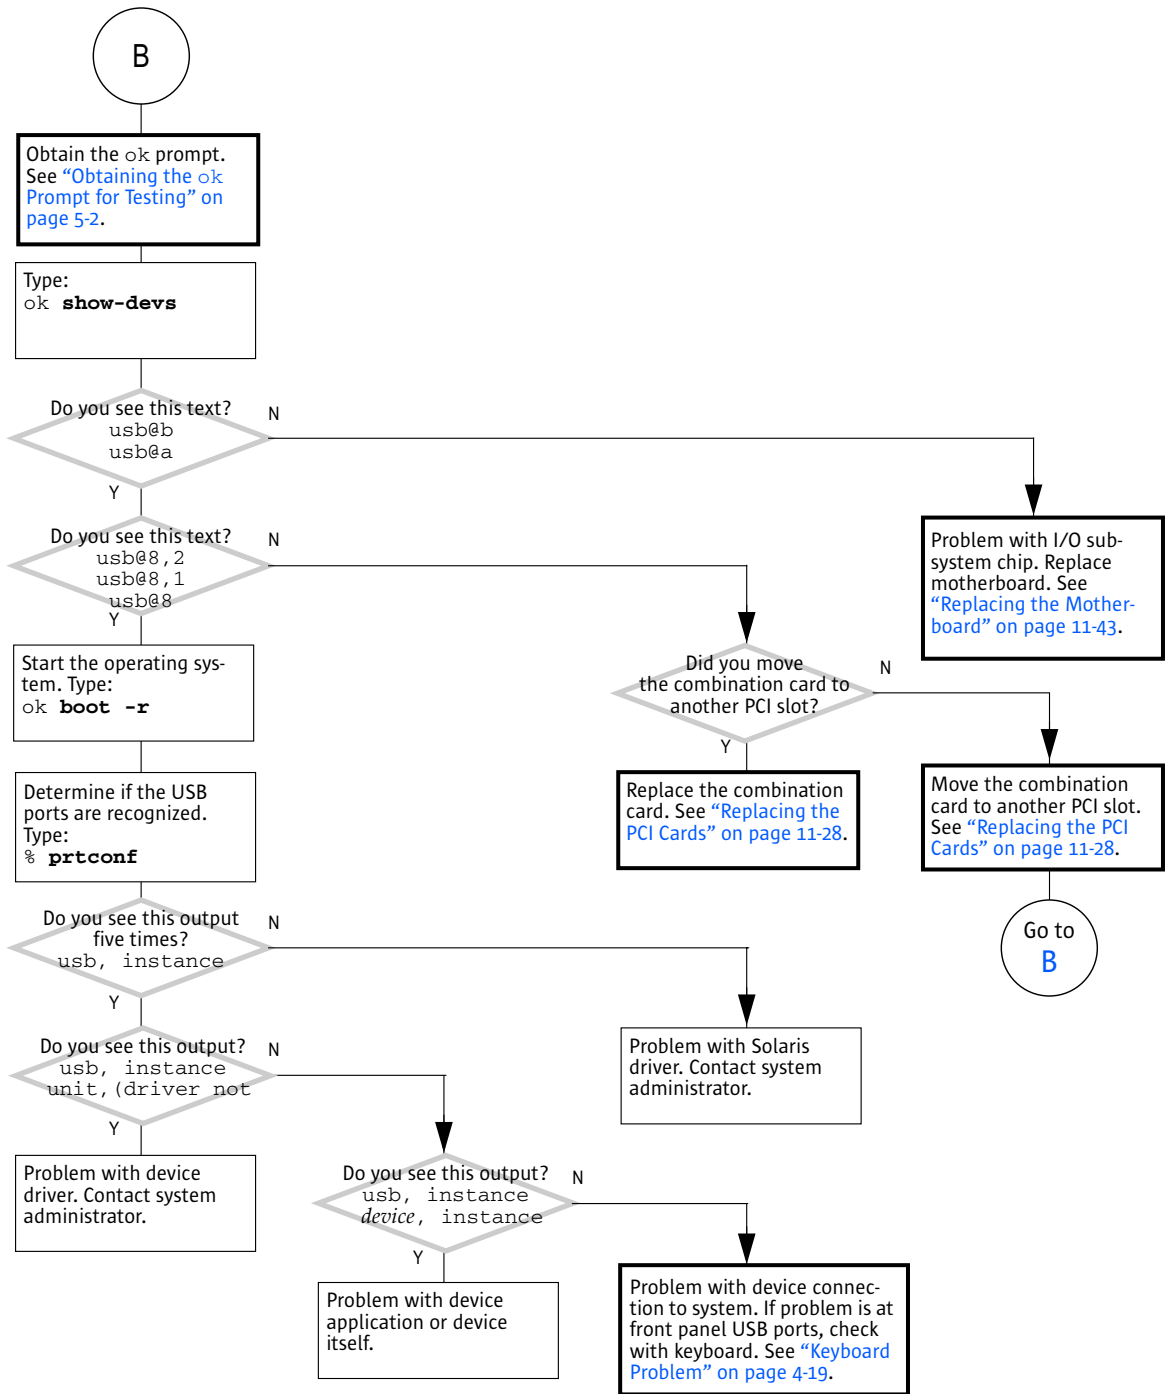 B
Obtain the ok prompt.
See “Obtaining the ok
Prompt for Testing” on
page 5-2.
Type:
ok show-devs
Do you see this text?
usb@b
usb@a
N
Y
Do you see this text?
usb@8,2
usb@8,1
usb@8
N
Y
Problem with I/O sub-
system chip. Replace
motherboard. See
“Replacing the Mother-
board” on page 11-43.
Start the operating sys-
tem. Type:
ok boot -r
Did you move
the combination card to
another PCI slot?
N
Y
Determine if the USB
ports are recognized.
Type:
% prtconf
Replace the combination
card. See “Replacing the
PCI Cards” on page 11-28.
Move the combination
card to another PCI slot.
See “Replacing the PCI
Cards” on page 11-28.
Go to
B
Do you see this output
five times?
usb, instance
N
Y
Do you see this output?
usb, instance
unit,(driver not
N
Y
Problem with Solaris
driver. Contact system
administrator.
Problem with device
driver. Contact system
administrator.
Do you see this output?
usb, instance
device, instance
N
Y
Problem with device
application or device
itself.
Problem with device connec-
tion to system. If problem is at
front panel USB ports, check
with keyboard. See “Keyboard
Problem” on page 4-19.